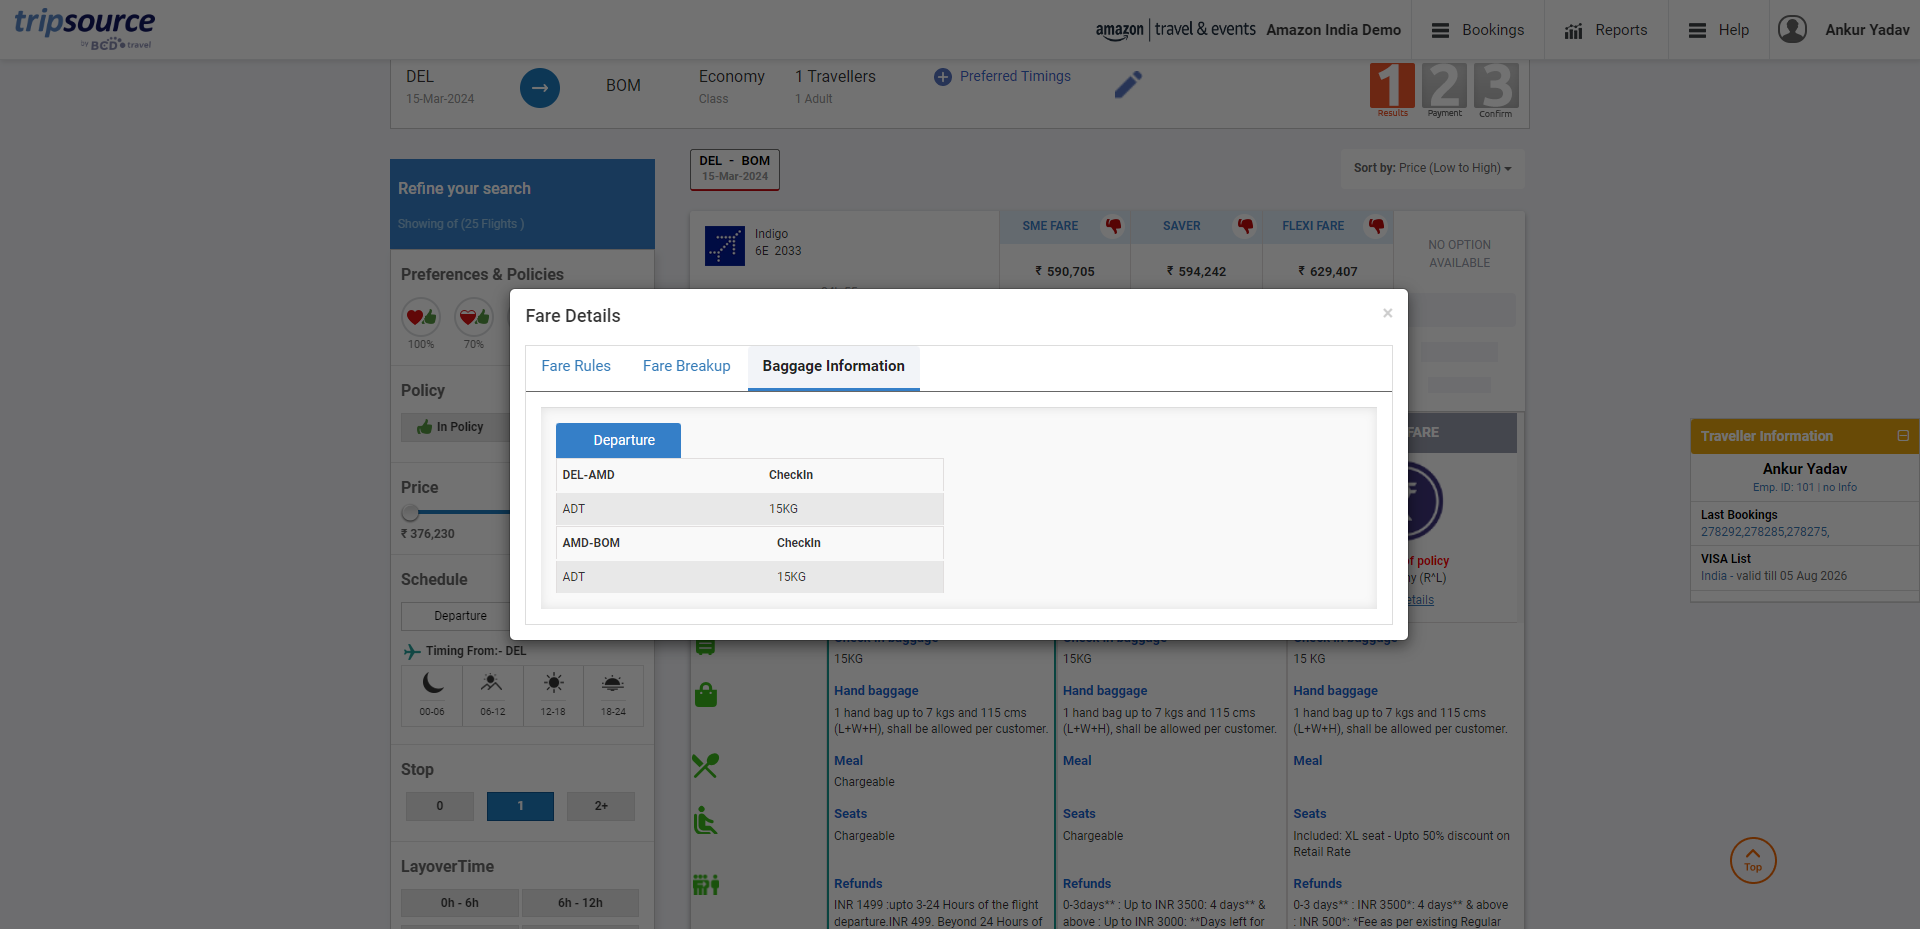 tripsource
by BCD travel
amazon travel & events
Amazon India Demo
Bookings
Reports
Help
Ankur Yadav
DEL
15-Mar-2024
BOM
Economy
Class
1 Travellers
1 Adult
Preferred Timings
1
Results
2
Payment
3
Confirm
Refine your search
Showing of (25 Flights )
Preferences & Policies
100%
70%
Policy
In Policy
Price
₹ 376,230
Schedule
Departure
Timing From:- DEL
00-06
06-12
12-18
18-24
Stop
0
1
2+
LayoverTime
0h - 6h
6h - 12h
DEL - BOM
15-Mar-2024
Sort by: Price (Low to High)
Indigo
6E 2033
SME FARE
SAVER
FLEXI FARE
₹ 590,705
₹ 594,242
₹ 629,407
NO OPTION
AVAILABLE
Fare Details
×
Fare Rules
Fare Breakup
Baggage Information
Departure
DEL-AMD CheckIn
ADT 15KG
AMD-BOM CheckIn
ADT 15KG
FARE
of policy
(R^L)
15KG
15KG
15 KG
Hand baggage
1 hand bag up to 7 kgs and 115 cms
(L+W+H), shall be allowed per customer.
Hand baggage
1 hand bag up to 7 kgs and 115 cms
(L+W+H), shall be allowed per customer.
Hand baggage
1 hand bag up to 7 kgs and 115 cms
(L+W+H), shall be allowed per customer.
Meal
Chargeable
Meal
Meal
Seats
Chargeable
Seats
Chargeable
Seats
Included: XL seat - Upto 50% discount on
Retail Rate
Refunds
INR 1499 :upto 3-24 Hours of the flight
departure.INR 499. Beyond 24 Hours of
Refunds
0-3days** : Up to INR 3500: 4 days** &
above : Up to INR 3000: **Days left for
Refunds
0-3 days** : INR 3500*: 4 days** & above
: INR 500*: *Fee as per existing Regular
Traveller Information
Ankur Yadav
Emp. ID: 101 | no Info
Last Bookings
278292,278285,278275,
VISA List
India - valid till 05 Aug 2026
Top